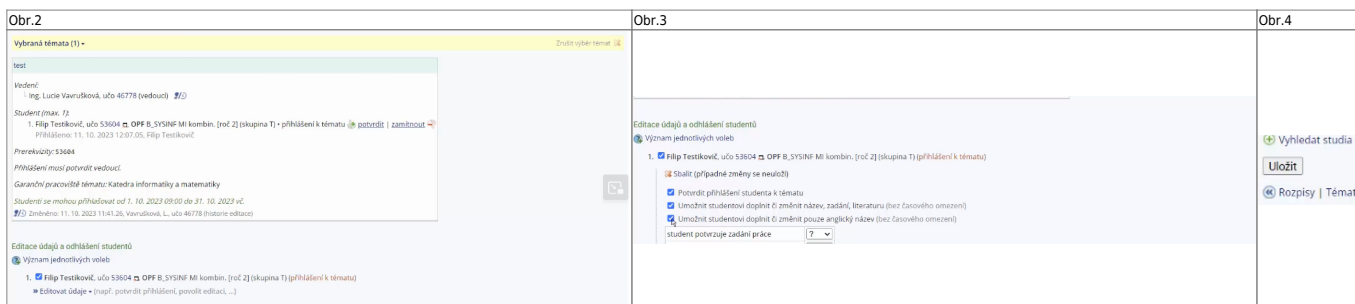 Obr.2
Vybraná témata (1)
Zrušit výběr témat
test
Vedení:
Ing. Lucie Vavrušková, učo 46778 (vedoucí)
Student (max. 1):
1. Filip Testikovič, učo 53604 OPF B_SYSINF MI kombin. [roč 2] (skupina T) • přihlášení k tématu potvrdit | zamítnout
Přihlášeno: 11. 10. 2023 12:07.05, Filip Testikovič
Prerekvizity: 53604
Přihlášení musí potvrdit vedoucí.
Garanční pracoviště tématu: Katedra informatiky a matematiky
Studenti se mohou přihlašovat od 1. 10. 2023 09:00 do 31. 10. 2023 vč.
Změněno: 11. 10. 2023 11:41.26, Vavrušková, L., učo 46778 (historie editace)
Editace údajů a odhlášení studentů
Význam jednotlivých voleb
1. Filip Testikovič, učo 53604 OPF B_SYSINF MI kombin. [roč 2] (skupina T) (přihlášení k tématu)
» Editovat údaje (např. potvrdit přihlášení, povolit editaci, ...)
Obr.3
Editace údajů a odhlášení studentů
Význam jednotlivých voleb
1. Filip Testikovič, učo 53604 OPF B_SYSINF MI kombin. [roč 2] (skupina T) (přihlášení k tématu)
Sbalit (případné změny se neuloží)
Potvrdit přihlášení studenta k tématu
Umožnit studentovi doplnit či změnit název, zadání, literaturu (bez časového omezení)
Umožnit studentovi doplnit či změnit pouze anglický název (bez časového omezení)
student potvrzuje zadání práce ?
Obr.4
Vyhledat studia
Uložit
Rozpisy | Témat